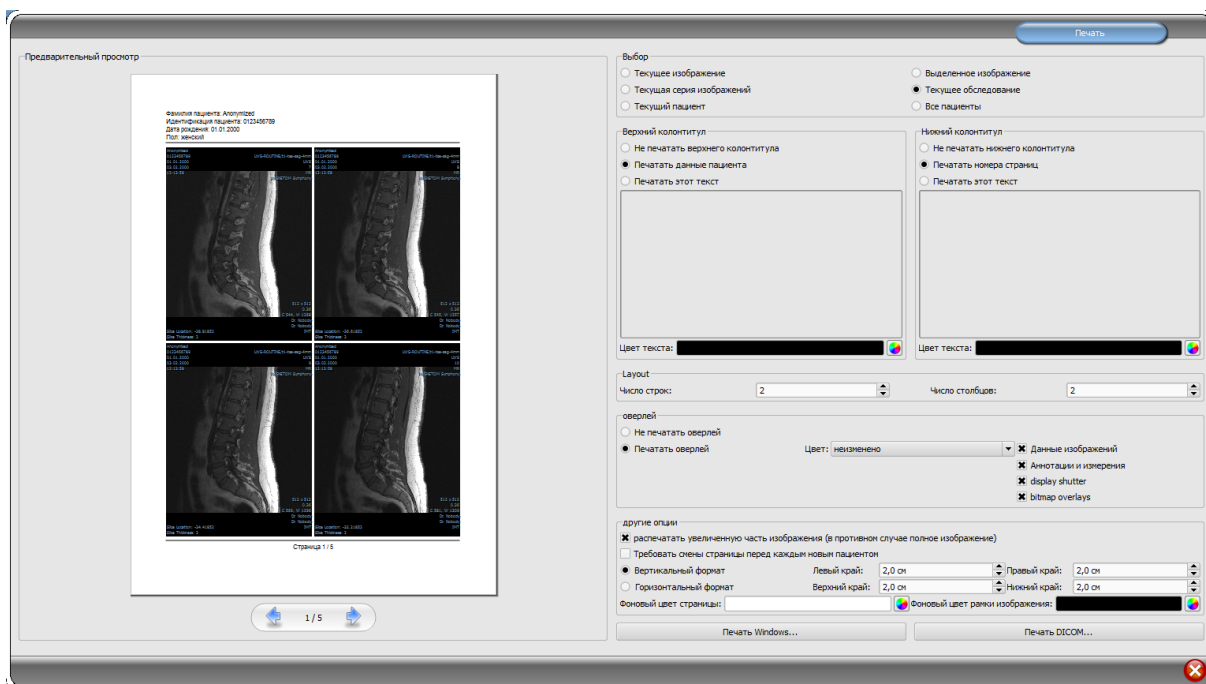 Печать
Предварительный просмотр
Фамилия пациента: Anonymized
Идентификация пациента: 0123456789
Дата рождения: 01.01.2000
Пол: женский
Страница 1 / 5
1 / 5
Выбор
Текущее изображение
Выделенное изображение
Текущая серия изображений
Текущее обследование
Текущий пациент
Все пациенты
Верхний колонтитул
Не печатать верхнего колонтитула
Печатать данные пациента
Печатать этот текст
Цвет текста:
Нижний колонтитул
Не печатать нижнего колонтитула
Печатать номера страниц
Печатать этот текст
Цвет текста:
Layout
Число строк: 2
Число столбцов: 2
оверлей
Не печатать оверлей
Печатать оверлей
Цвет: неизменено
Данные изображений
Аннотации и измерения
display shutter
bitmap overlays
другие опции
распечатать увеличенную часть изображения (в противном случае полное изображение)
Требовать смены страницы перед каждым новым пациентом
Вертикальный формат Левый край: 2,0 см Правый край: 2,0 см
Горизонтальный формат Верхний край: 2,0 см Нижний край: 2,0 см
Фоновый цвет страницы: Фоновый цвет рамки изображения:
Печать Windows... Печать DICOM...